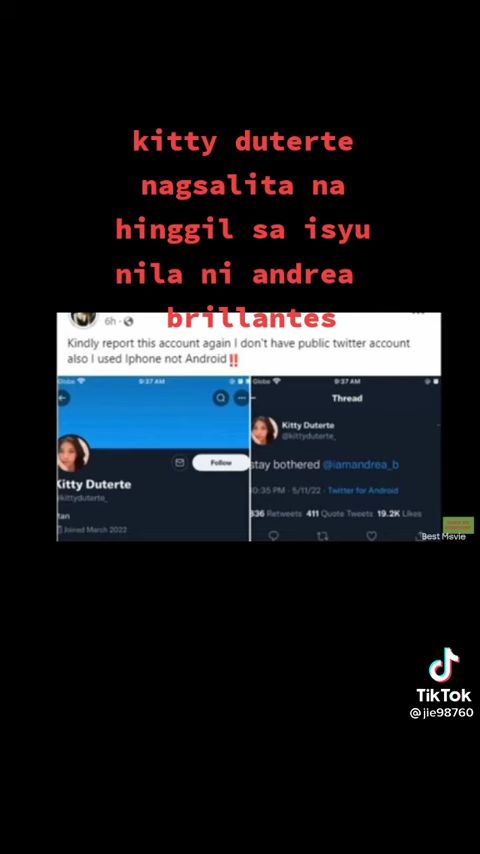 kitty duterte
nagsalita na
hinggil sa isyu
nila ni andrea
brillantes
6h
Kindly report this account again I don't have public twitter account
also I used Iphone not Android‼
Globe
9:37 AM
Follow
Kitty Duterte
@kittyduterte_
tan
Joined March 2022
Globe
9:37 AM
Thread
Kitty Duterte
@kittyduterte_
stay bothered @iamandrea_b
10:35 PM · 5/11/22 · Twitter for Android
336 Retweets 411 Quote Tweets 19.2K Likes
Best Movie
TikTok
@jie98760